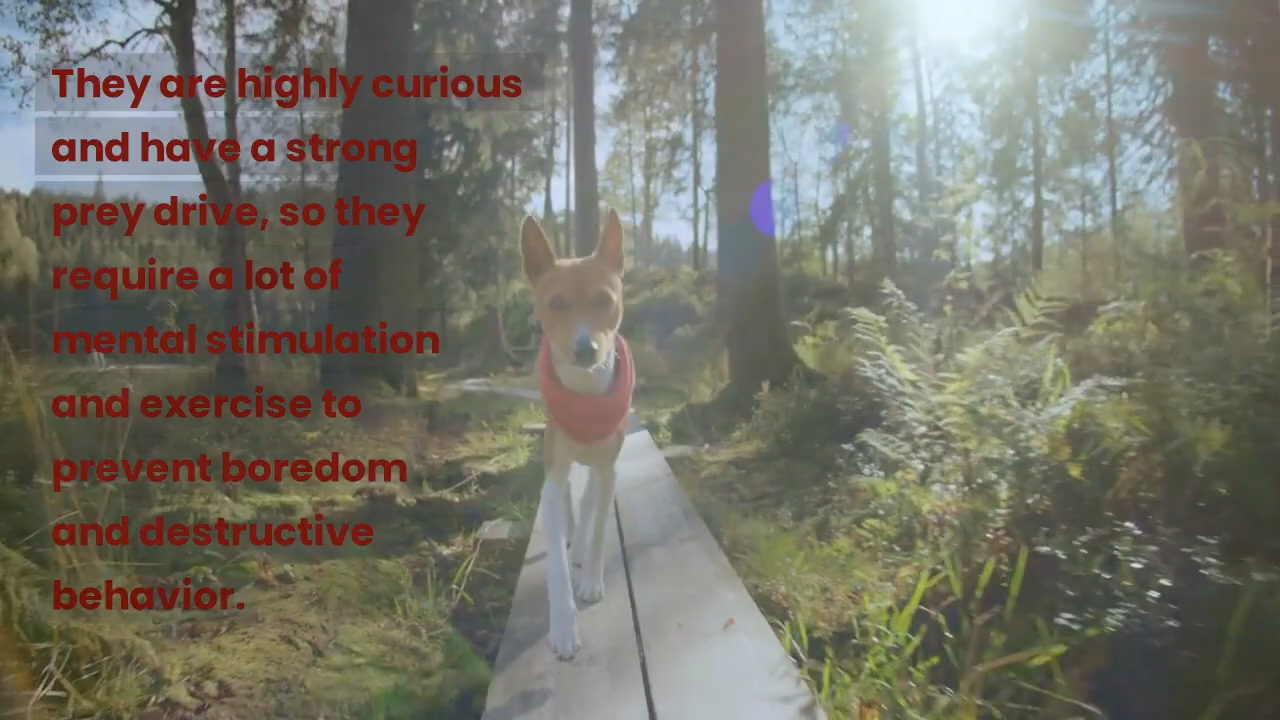 They are highly curious
and have a strong
prey drive, so they
require a lot of
mental stimulation
and exercise to
prevent boredom
and destructive
behavior.